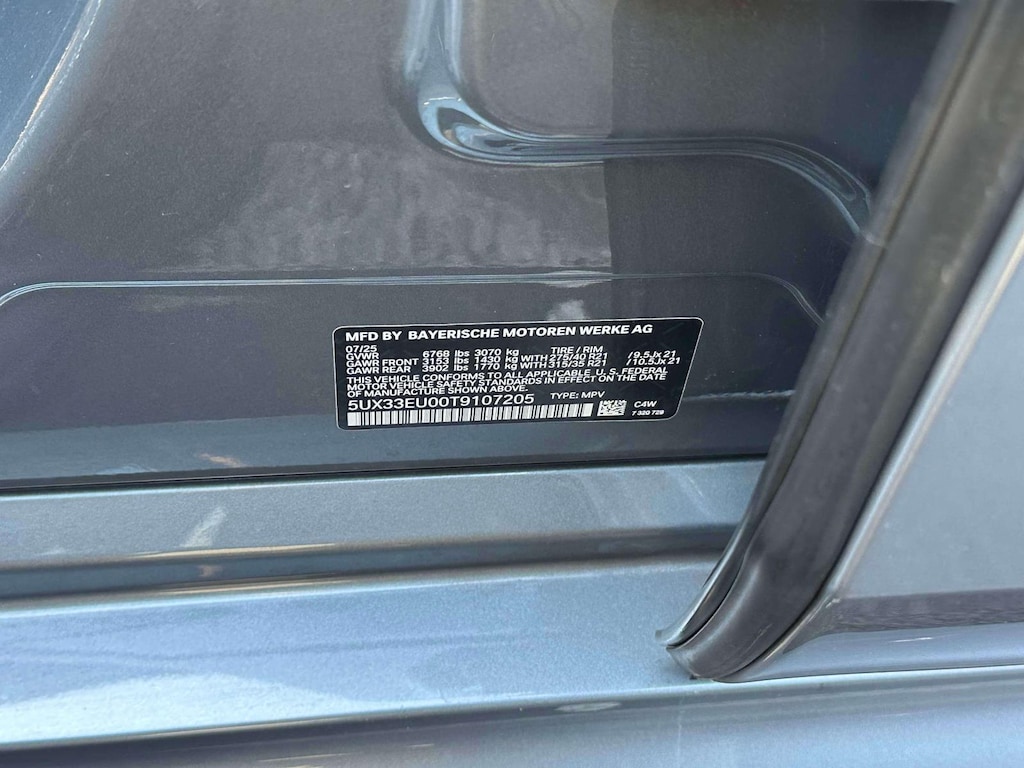 MFD BY BAYERISCHE MOTOREN WERKE AG
07/25 TIRE / RIM
GVWR 6768 lbs 3070 kg
GAWR FRONT 3153 lbs 1430 kg WITH 275/40 R21 /9.5Jx21
GAWR REAR 3902 lbs 1770 kg WITH 315/35 R21 /10.5Jx21
THIS VEHICLE CONFORMS TO ALL APPLICABLE U. S. FEDERAL
MOTOR VEHICLE SAFETY STANDARDS IN EFFECT ON THE DATE
OF MANUFACTURE SHOWN ABOVE.
5UX33EU00T9107205 TYPE: MPV
C4W
7 320 729